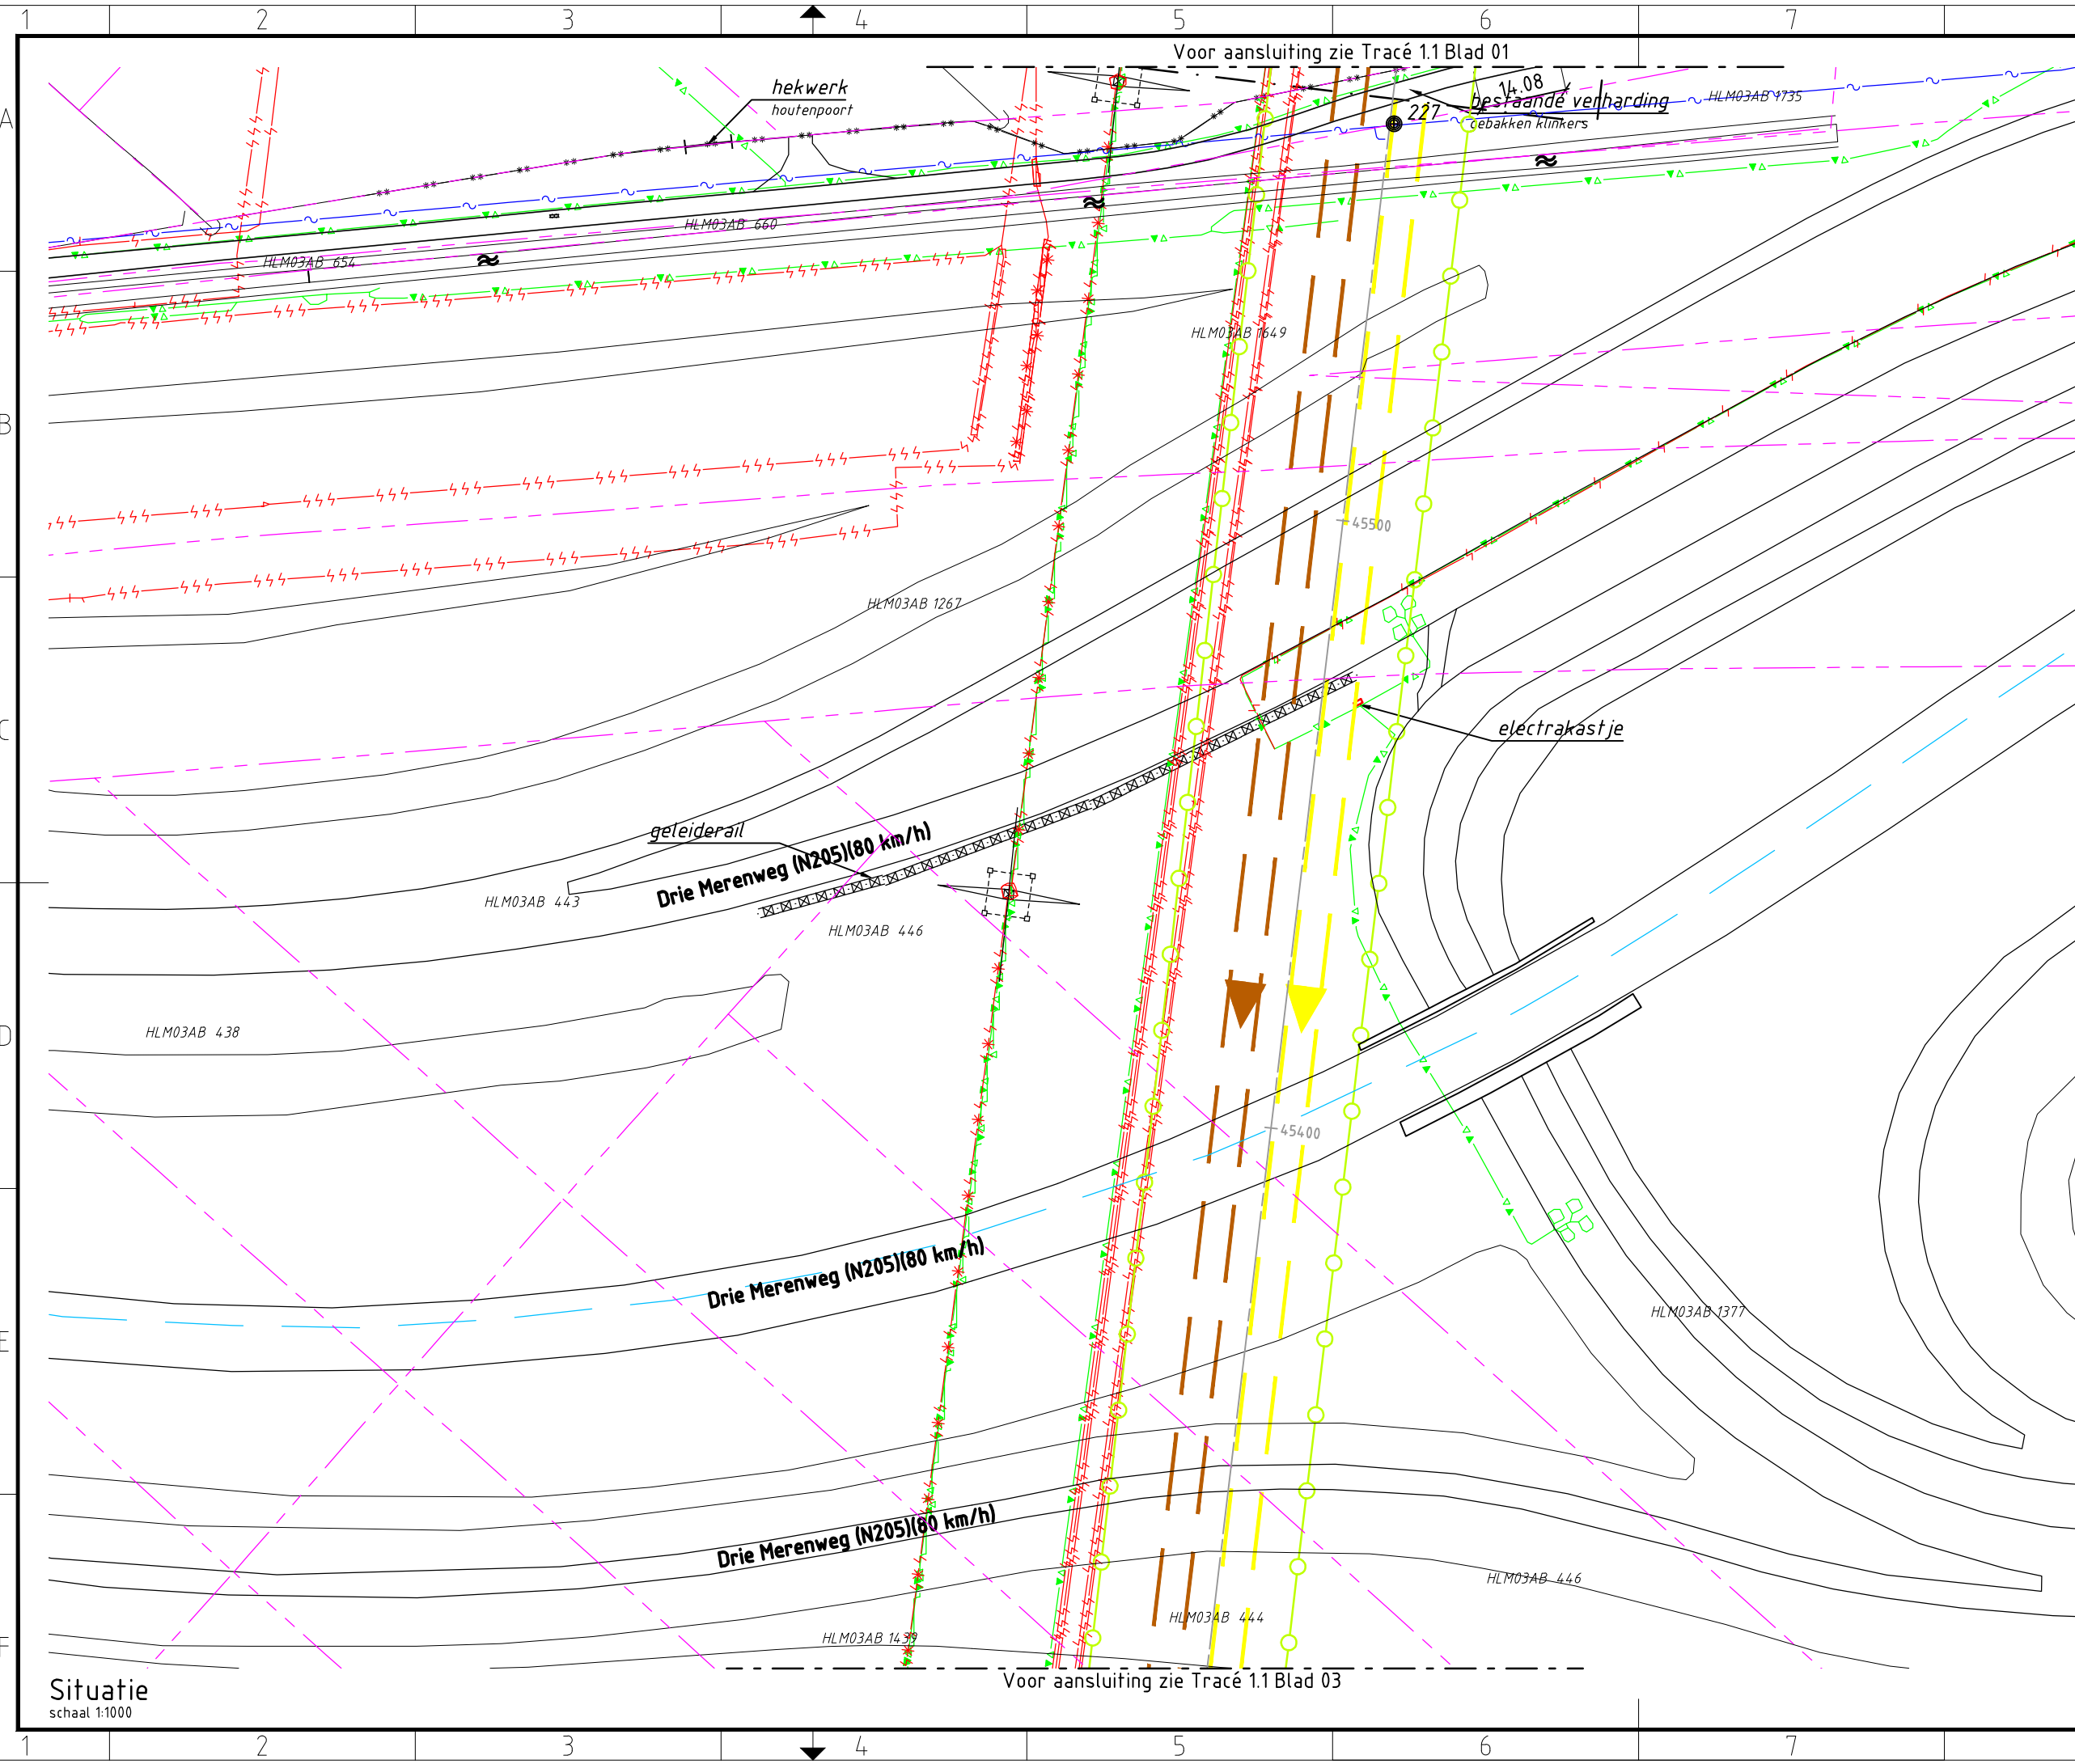 1 2 3 4 5 6 7
Voor aansluiting zie Tracé 1.1 Blad 01
A
hekwerk
houtenpoort
14.08
227
bestaande verharding
Gebakken klinkers
HLM03AB 1735
HLM03AB 660
HLM03AB 654
HLM03AB 1649
B
45500
HLM03AB 1267
C
electrakastje
geleiderail
Drie Merenweg (N205)(80 km/h)
HLM03AB 443
HLM03AB 446
D
HLM03AB 438
45400
Drie Merenweg (N205)(80 km/h)
E
HLM03AB 1377
Drie Merenweg (N205)(80 km/h)
HLM03AB 446
HLM03AB 444
F
HLM03AB 1439
Voor aansluiting zie Tracé 1.1 Blad 03
Situatie
schaal 1:1000
1 2 3 4 5 6 7